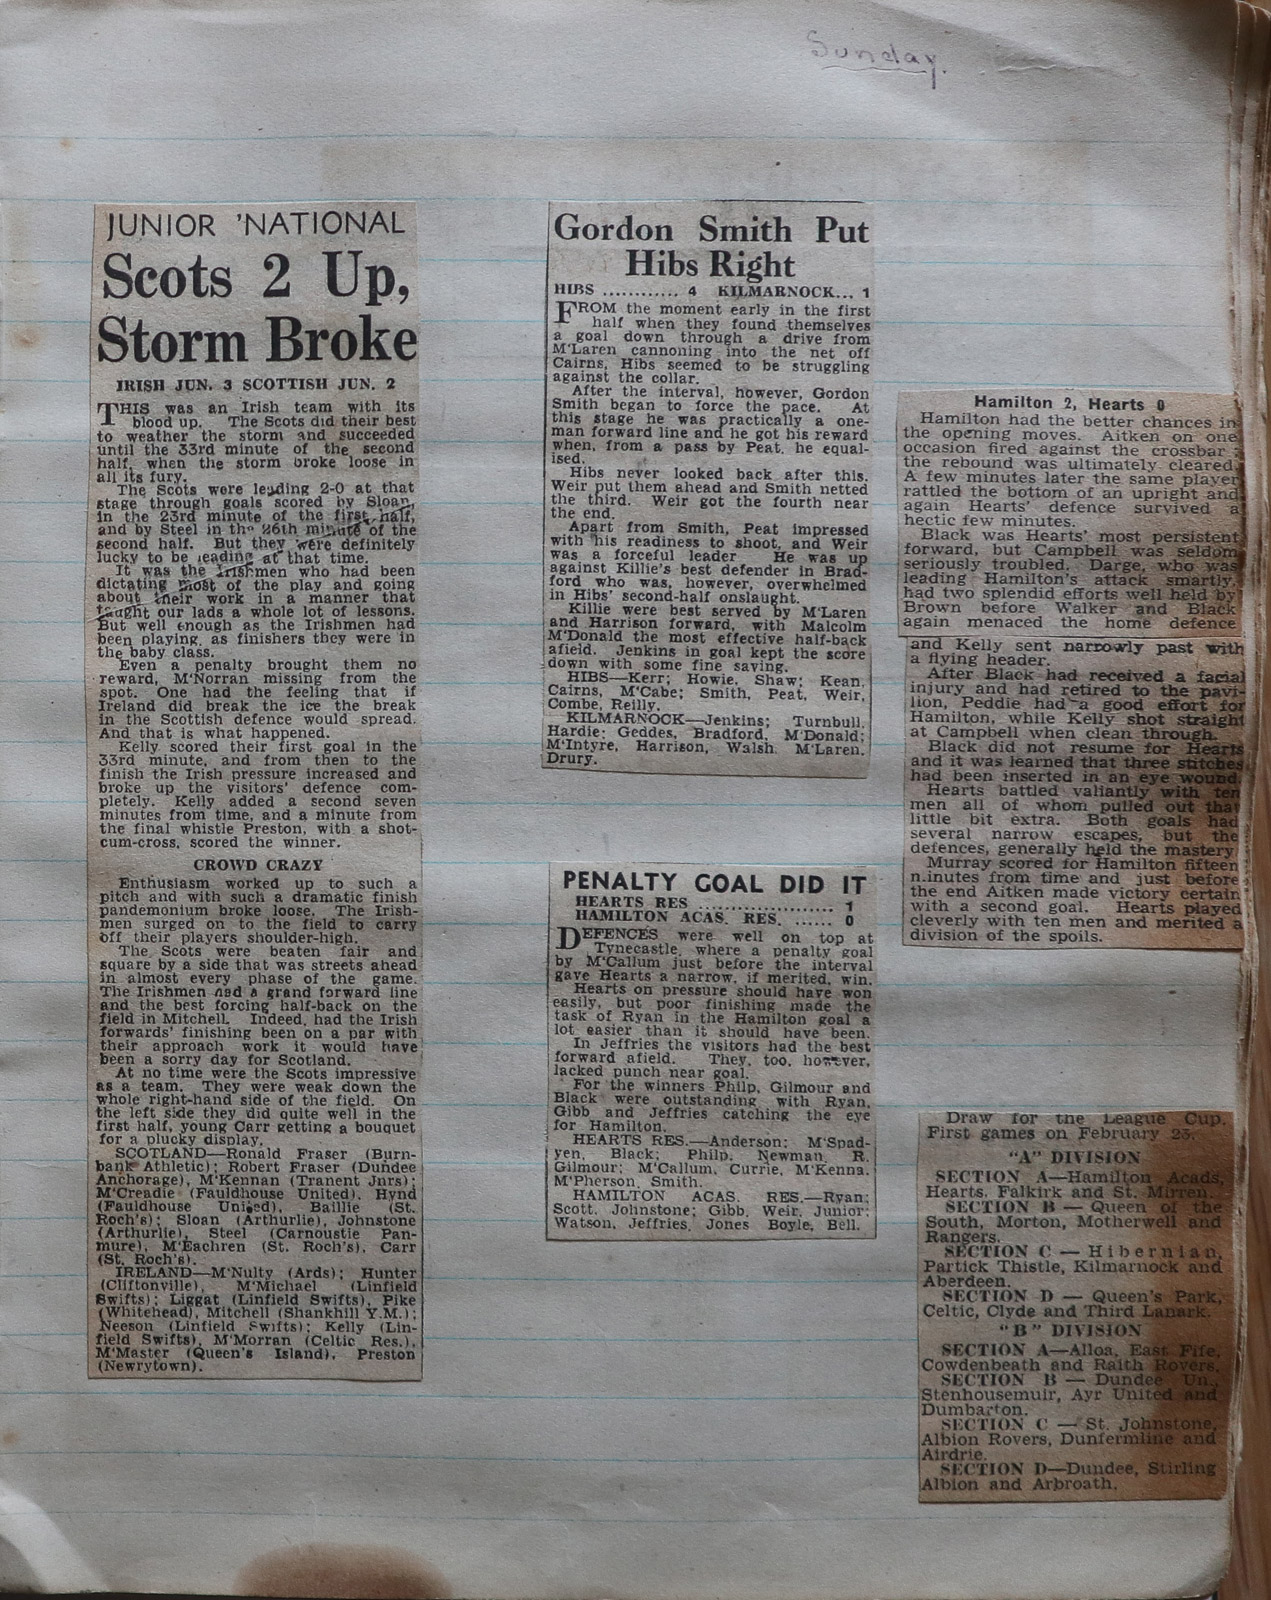 Sunday.
JUNIOR 'NATIONAL
Scots 2 Up,
Storm Broke
IRISH JUN. 3 SCOTTISH JUN. 2
THIS was an Irish team with its
blood up. The Scots did their best
to weather the storm and succeeded
until the 33rd minute of the second
half, when the storm broke loose in
all its fury.
The Scots were leading 2-0 at that
stage through goals scored by Sloan,
in the 23rd minute of the first half,
and by Steel in the 26th minute of the
second half. But they were definitely
lucky to be leading at that time.
It was the Irishmen who had been
dictating most of the play and going
about their work in a manner that
taught our lads a whole lot of lessons.
But well enough as the Irishmen had
been playing, as finishers they were in
the baby class.
Even a penalty brought them no
reward, M'Norran missing from the
spot. One had the feeling that if
Ireland did break the ice the break
in the Scottish defence would spread.
And that is what happened.
Kelly scored their first goal in the
33rd minute, and from then to the
finish the Irish pressure increased and
broke up the visitors' defence com-
pletely. Kelly added a second seven
minutes from time, and a minute from
the final whistle Preston, with a shot-
cum-cross, scored the winner.
CROWD CRAZY
Enthusiasm worked up to such a
pitch and with such a dramatic finish
pandemonium broke loose. The Irish-
men surged on to the field to carry
off their players shoulder-high.
The Scots were beaten fair and
square by a side that was streets ahead
in almost every phase of the game.
The Irishmen had a grand forward line
and the best forcing half-back on the
field in Mitchell. Indeed, had the Irish
forwards' finishing been on a par with
their approach work it would have
been a sorry day for Scotland.
At no time were the Scots impressive
as a team. They were weak down the
whole right-hand side of the field. On
the left side they did quite well in the
first half, young Carr getting a bouquet
for a plucky display.
SCOTLAND—Ronald Fraser (Burn-
bank Athletic); Robert Fraser (Dundee
Anchorage), M'Kennan (Tranent Jnrs);
M'Creadie (Fauldhouse United), Hynd
(Fauldhouse United), Baillie (St.
Roch's); Sloan (Arthurlie), Johnstone
(Arthurlie), Steel (Carnoustie Pan-
mure), M'Eachren (St. Roch's), Carr
(St. Roch's).
IRELAND—M'Nulty (Ards); Hunter
(Cliftonville), M'Michael (Linfield
Swifts); Liggat (Linfield Swifts), Pike
(Whitehead), Mitchell (Shankhill Y.M.);
Neeson (Linfield Swifts); Kelly (Lin-
field Swifts), M'Morran (Celtic Res.),
M'Master (Queen's Island), Preston
(Newrytown).
Gordon Smith Put
Hibs Right
HIBS ............ 4 KILMARNOCK... 1
FROM the moment early in the first
half when they found themselves
a goal down through a drive from
M'Laren cannoning into the net off
Cairns, Hibs seemed to be struggling
against the collar.
After the interval, however, Gordon
Smith began to force the pace. At
this stage he was practically a one-
man forward line and he got his reward
when, from a pass by Peat, he equal-
ised.
Hibs never looked back after this.
Weir put them ahead and Smith netted
the third. Weir got the fourth near
the end.
Apart from Smith, Peat impressed
with his readiness to shoot, and Weir
was a forceful leader He was up
against Killie's best defender in Brad-
ford who was, however, overwhelmed
in Hibs' second-half onslaught.
Killie were best served by M'Laren
and Harrison forward, with Malcolm
M'Donald the most effective half-back
afield. Jenkins in goal kept the score
down with some fine saving.
HIBS—Kerr; Howie, Shaw; Kean,
Cairns, M'Cabe; Smith, Peat, Weir,
Combe, Reilly.
KILMARNOCK—Jenkins; Turnbull,
Hardie; Geddes, Bradford, M'Donald;
M'Intyre, Harrison, Walsh, M'Laren,
Drury.
PENALTY GOAL DID IT
HEARTS RES ..................... 1
HAMILTON ACAS. RES. ...... 0
DEFENCES were well on top at
Tynecastle, where a penalty goal
by M'Callum just before the interval
gave Hearts a narrow, if merited, win.
Hearts on pressure should have won
easily, but poor finishing made the
task of Ryan in the Hamilton goal a
lot easier than it should have been.
In Jeffries the visitors had the best
forward afield. They, too, however,
lacked punch near goal.
For the winners Philp, Gilmour and
Black were outstanding with Ryan,
Gibb and Jeffries catching the eye
for Hamilton.
HEARTS RES.—Anderson; M'Spad-
yen, Black; Philp, Newman, R.
Gilmour; M'Callum, Currie, M'Kenna.
M'Pherson, Smith.
HAMILTON ACAS. RES.—Ryan;
Scott, Johnstone; Gibb, Weir, Junior;
Watson, Jeffries, Jones Boyle, Bell.
Hamilton 2, Hearts 0
Hamilton had the better chances in
the opening moves. Aitken on one
occasion fired against the crossbar;
the rebound was ultimately cleared.
A few minutes later the same player
rattled the bottom of an upright and
again Hearts' defence survived a
hectic few minutes.
Black was Hearts' most persistent
forward, but Campbell was seldom
seriously troubled. Darge, who was
leading Hamilton's attack smartly,
had two splendid efforts well held by
Brown before Walker and Black
again menaced the home defence
and Kelly sent narrowly past with
a flying header.
After Black had received a facial
injury and had retired to the pavi-
lion, Peddie had a good effort for
Hamilton, while Kelly shot straight
at Campbell when clean through.
Black did not resume for Hearts
and it was learned that three stitches
had been inserted in an eye wound.
Hearts battled valiantly with ten
men all of whom pulled out that
little bit extra. Both goals had
several narrow escapes, but the
defences, generally held the mastery
Murray scored for Hamilton fifteen
minutes from time and just before
the end Aitken made victory certain
with a second goal. Hearts played
cleverly with ten men and merited a
division of the spoils.
Draw for the League Cup.
First games on February 23.
"A" DIVISION
SECTION A—Hamilton Acads,
Hearts, Falkirk and St. Mirren.
SECTION B — Queen of the
South, Morton, Motherwell and
Rangers.
SECTION C — Hibernian,
Partick Thistle, Kilmarnock and
Aberdeen.
SECTION D — Queen's Park,
Celtic, Clyde and Third Lanark.
"B" DIVISION
SECTION A—Alloa, East Fife,
Cowdenbeath and Raith Rovers.
SECTION B — Dundee Un.,
Stenhousemuir, Ayr United and
Dumbarton.
SECTION C — St. Johnstone,
Albion Rovers, Dunfermline and
Airdrie.
SECTION D—Dundee, Stirling
Albion and Arbroath.